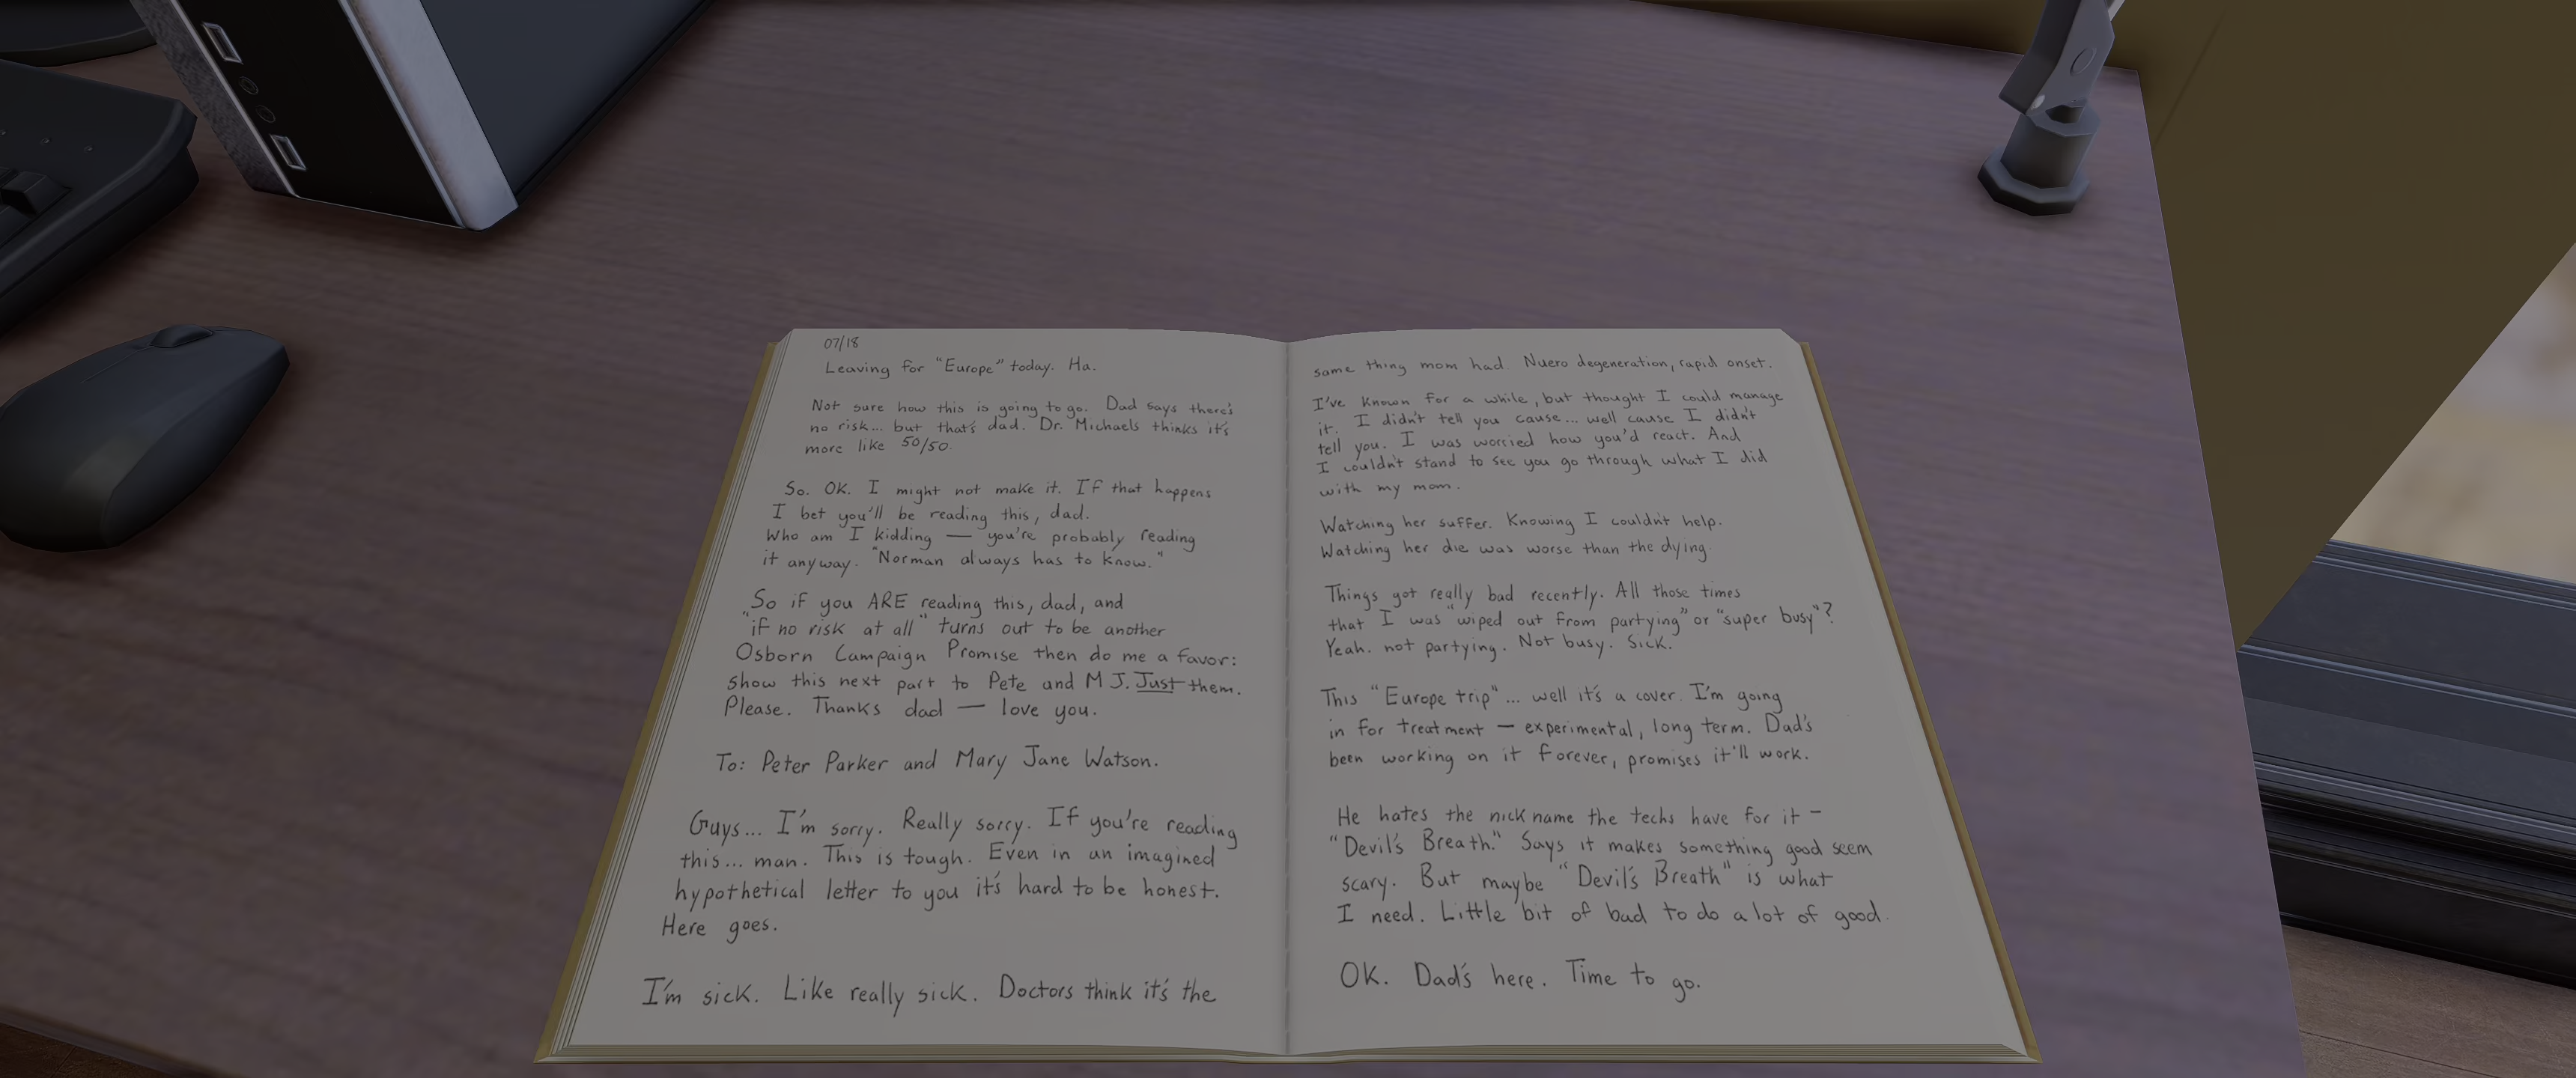 07/18
Leaving for "Europe" today. Ha.
Not sure how this is going to go. Dad says there's
no risk... but that's dad. Dr. Michaels thinks it's
more like 50/50.
So. OK. I might not make it. If that happens
I bet you'll be reading this, dad.
Who am I kidding — you're probably reading
it anyway. "Norman always has to know."
So if you ARE reading this, dad, and
"if no risk at all" turns out to be another
Osborn Campaign Promise then do me a favor:
show this next part to Pete and MJ. Just them.
Please. Thanks dad — love you.
To: Peter Parker and Mary Jane Watson.
Guys... I'm sorry. Really sorry. If you're reading
this... man. This is tough. Even in an imagined
hypothetical letter to you it's hard to be honest.
Here goes.
I'm sick. Like really sick. Doctors think it's the
same thing mom had. Nuero degeneration, rapid onset.
I've known for a while, but thought I could manage
it. I didn't tell you cause... well cause I didn't
tell you. I was worried how you'd react. And
I couldn't stand to see you go through what I did
with my mom.
Watching her suffer. Knowing I couldn't help.
Watching her die was worse than the dying.
Things got really bad recently. All those times
that I was "wiped out from partying" or "super busy"?
Yeah. not partying. Not busy. Sick.
This "Europe trip"... well it's a cover. I'm going
in for treatment — experimental, long term. Dad's
been working on it forever, promises it'll work.
He hates the nickname the techs have for it —
"Devil's Breath." Says it makes something good seem
scary. But maybe "Devil's Breath" is what
I need. Little bit of bad to do a lot of good.
OK. Dad's here. Time to go.